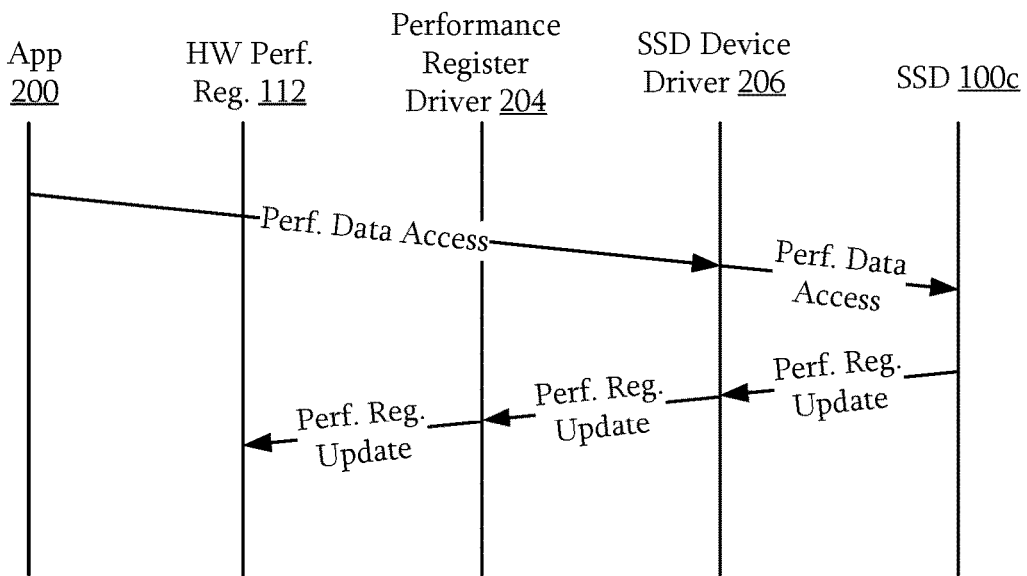 App
200
HW Perf.
Reg. 112
Performance
Register
Driver 204
SSD Device
Driver 206
SSD 100c
Perf. Data Access
Perf. Data
Access
Perf. Reg.
Update
Perf. Reg.
Update
Perf. Reg.
Update